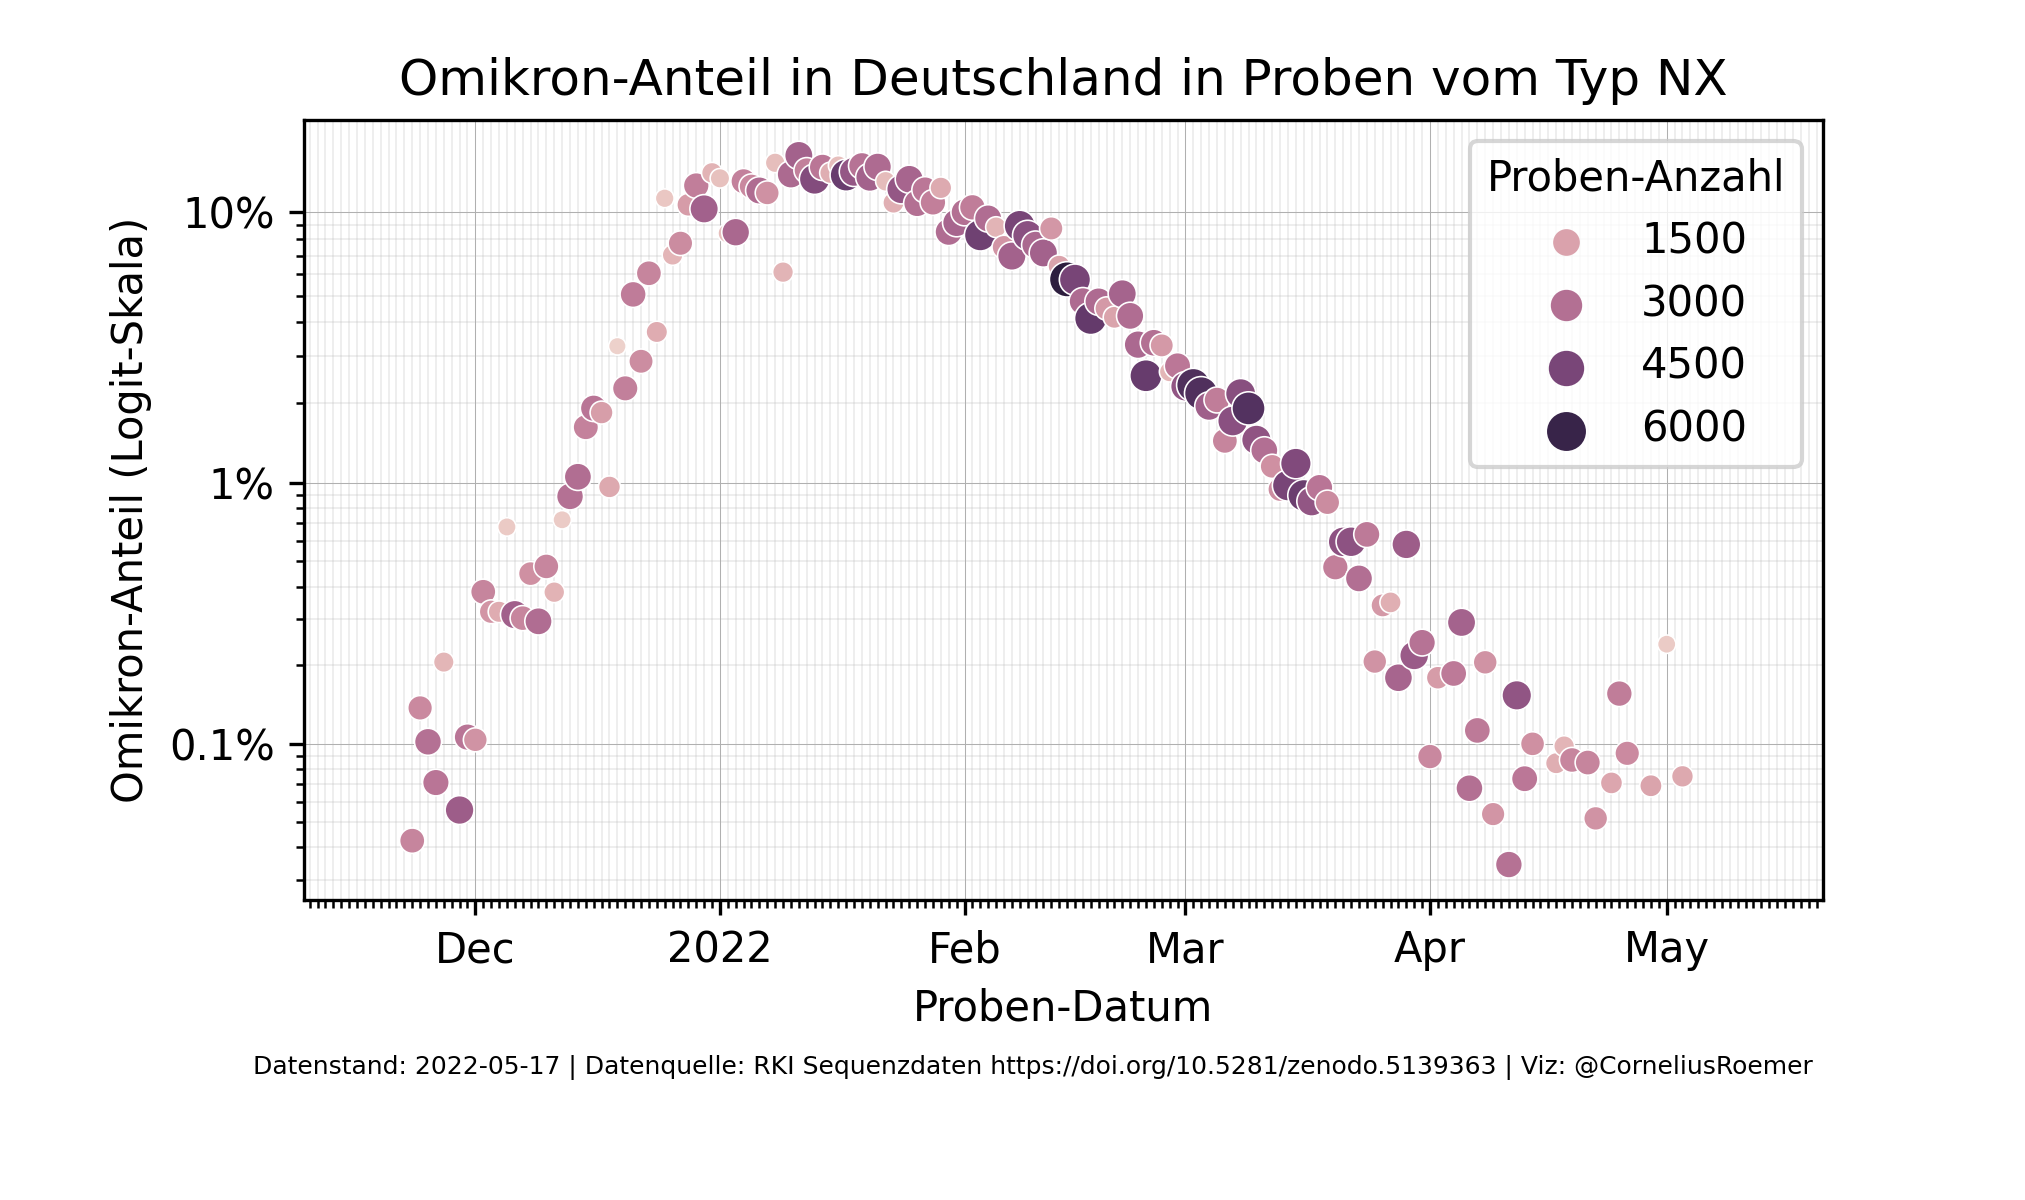 Omikron-Anteil in Deutschland in Proben vom Typ NX
Omikron-Anteil (Logit-Skala)
10%
1%
0.1%
Proben-Anzahl
1500
3000
4500
6000
Dec 2022 Feb Mar Apr May
Proben-Datum
Datenstand: 2022-05-17 | Datenquelle: RKI Sequenzdaten https://doi.org/10.5281/zenodo.5139363 | Viz: @CorneliusRoemer